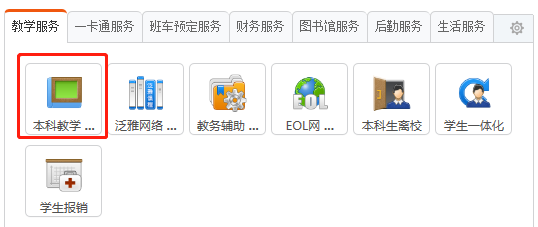 教学服务 一卡通服务 班车预定服务 财务服务 图书馆服务 后勤服务 生活服务
EOL
本科教学 ... 泛雅网络 ... 教务辅助 ... EOL网 ... 本科生离校 学生一体化
学生报销